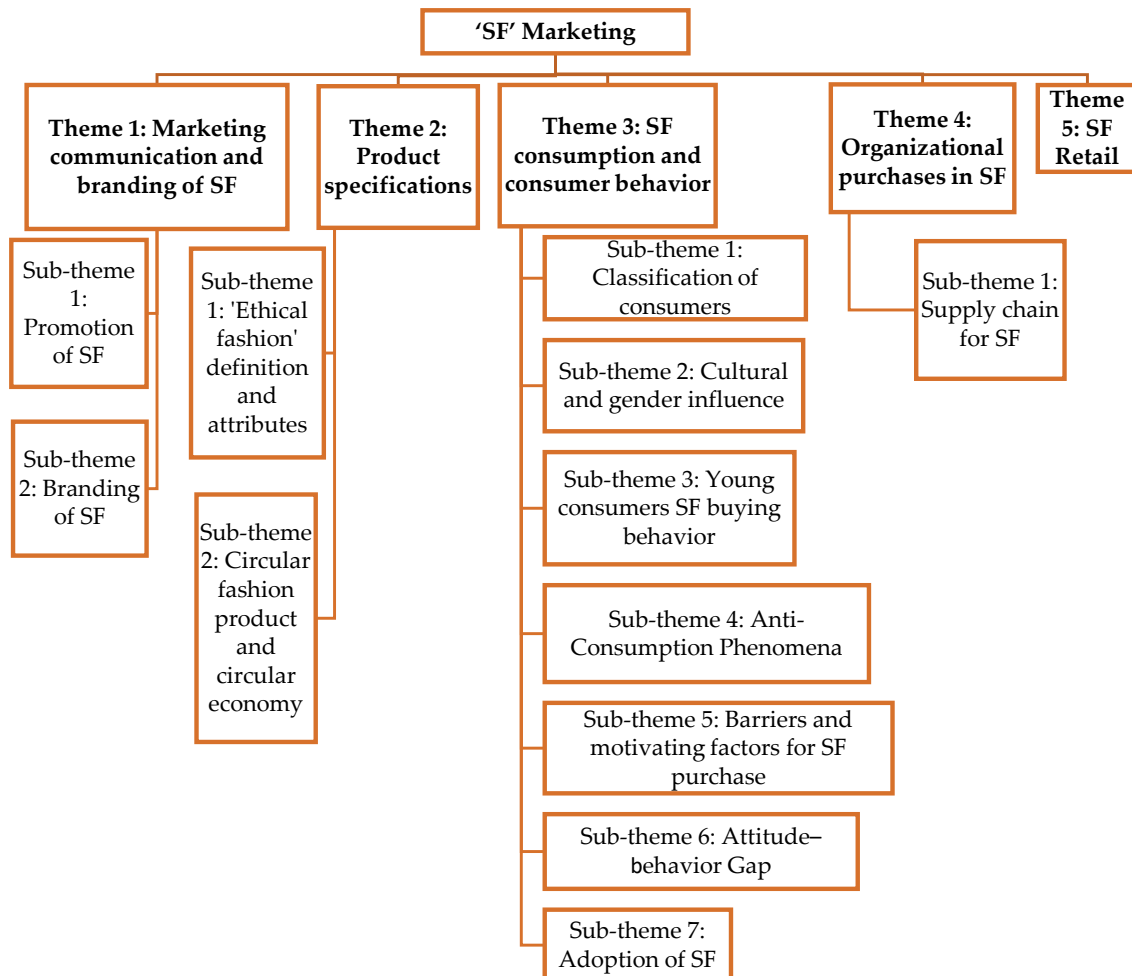 ‘SF’ Marketing
Theme 1: Marketing
communication and
branding of SF
Sub-theme
1:
Promotion
of SF
Sub-theme
2: Branding
of SF
Theme 2:
Product
specifications
Sub-theme
1: 'Ethical
fashion'
definition
and
attributes
Sub-theme
2: Circular
fashion
product
and
circular
economy
Theme 3: SF
consumption and
consumer behavior
Sub-theme 1:
Classification of
consumers
Sub-theme 2: Cultural
and gender influence
Sub-theme 3: Young
consumers SF buying
behavior
Sub-theme 4: Anti-
Consumption Phenomena
Sub-theme 5: Barriers and
motivating factors for SF
purchase
Sub-theme 6: Attitude–
behavior Gap
Sub-theme 7:
Adoption of SF
Theme 4:
Organizational
purchases in SF
Sub-theme 1:
Supply chain
for SF
Theme
5: SF
Retail